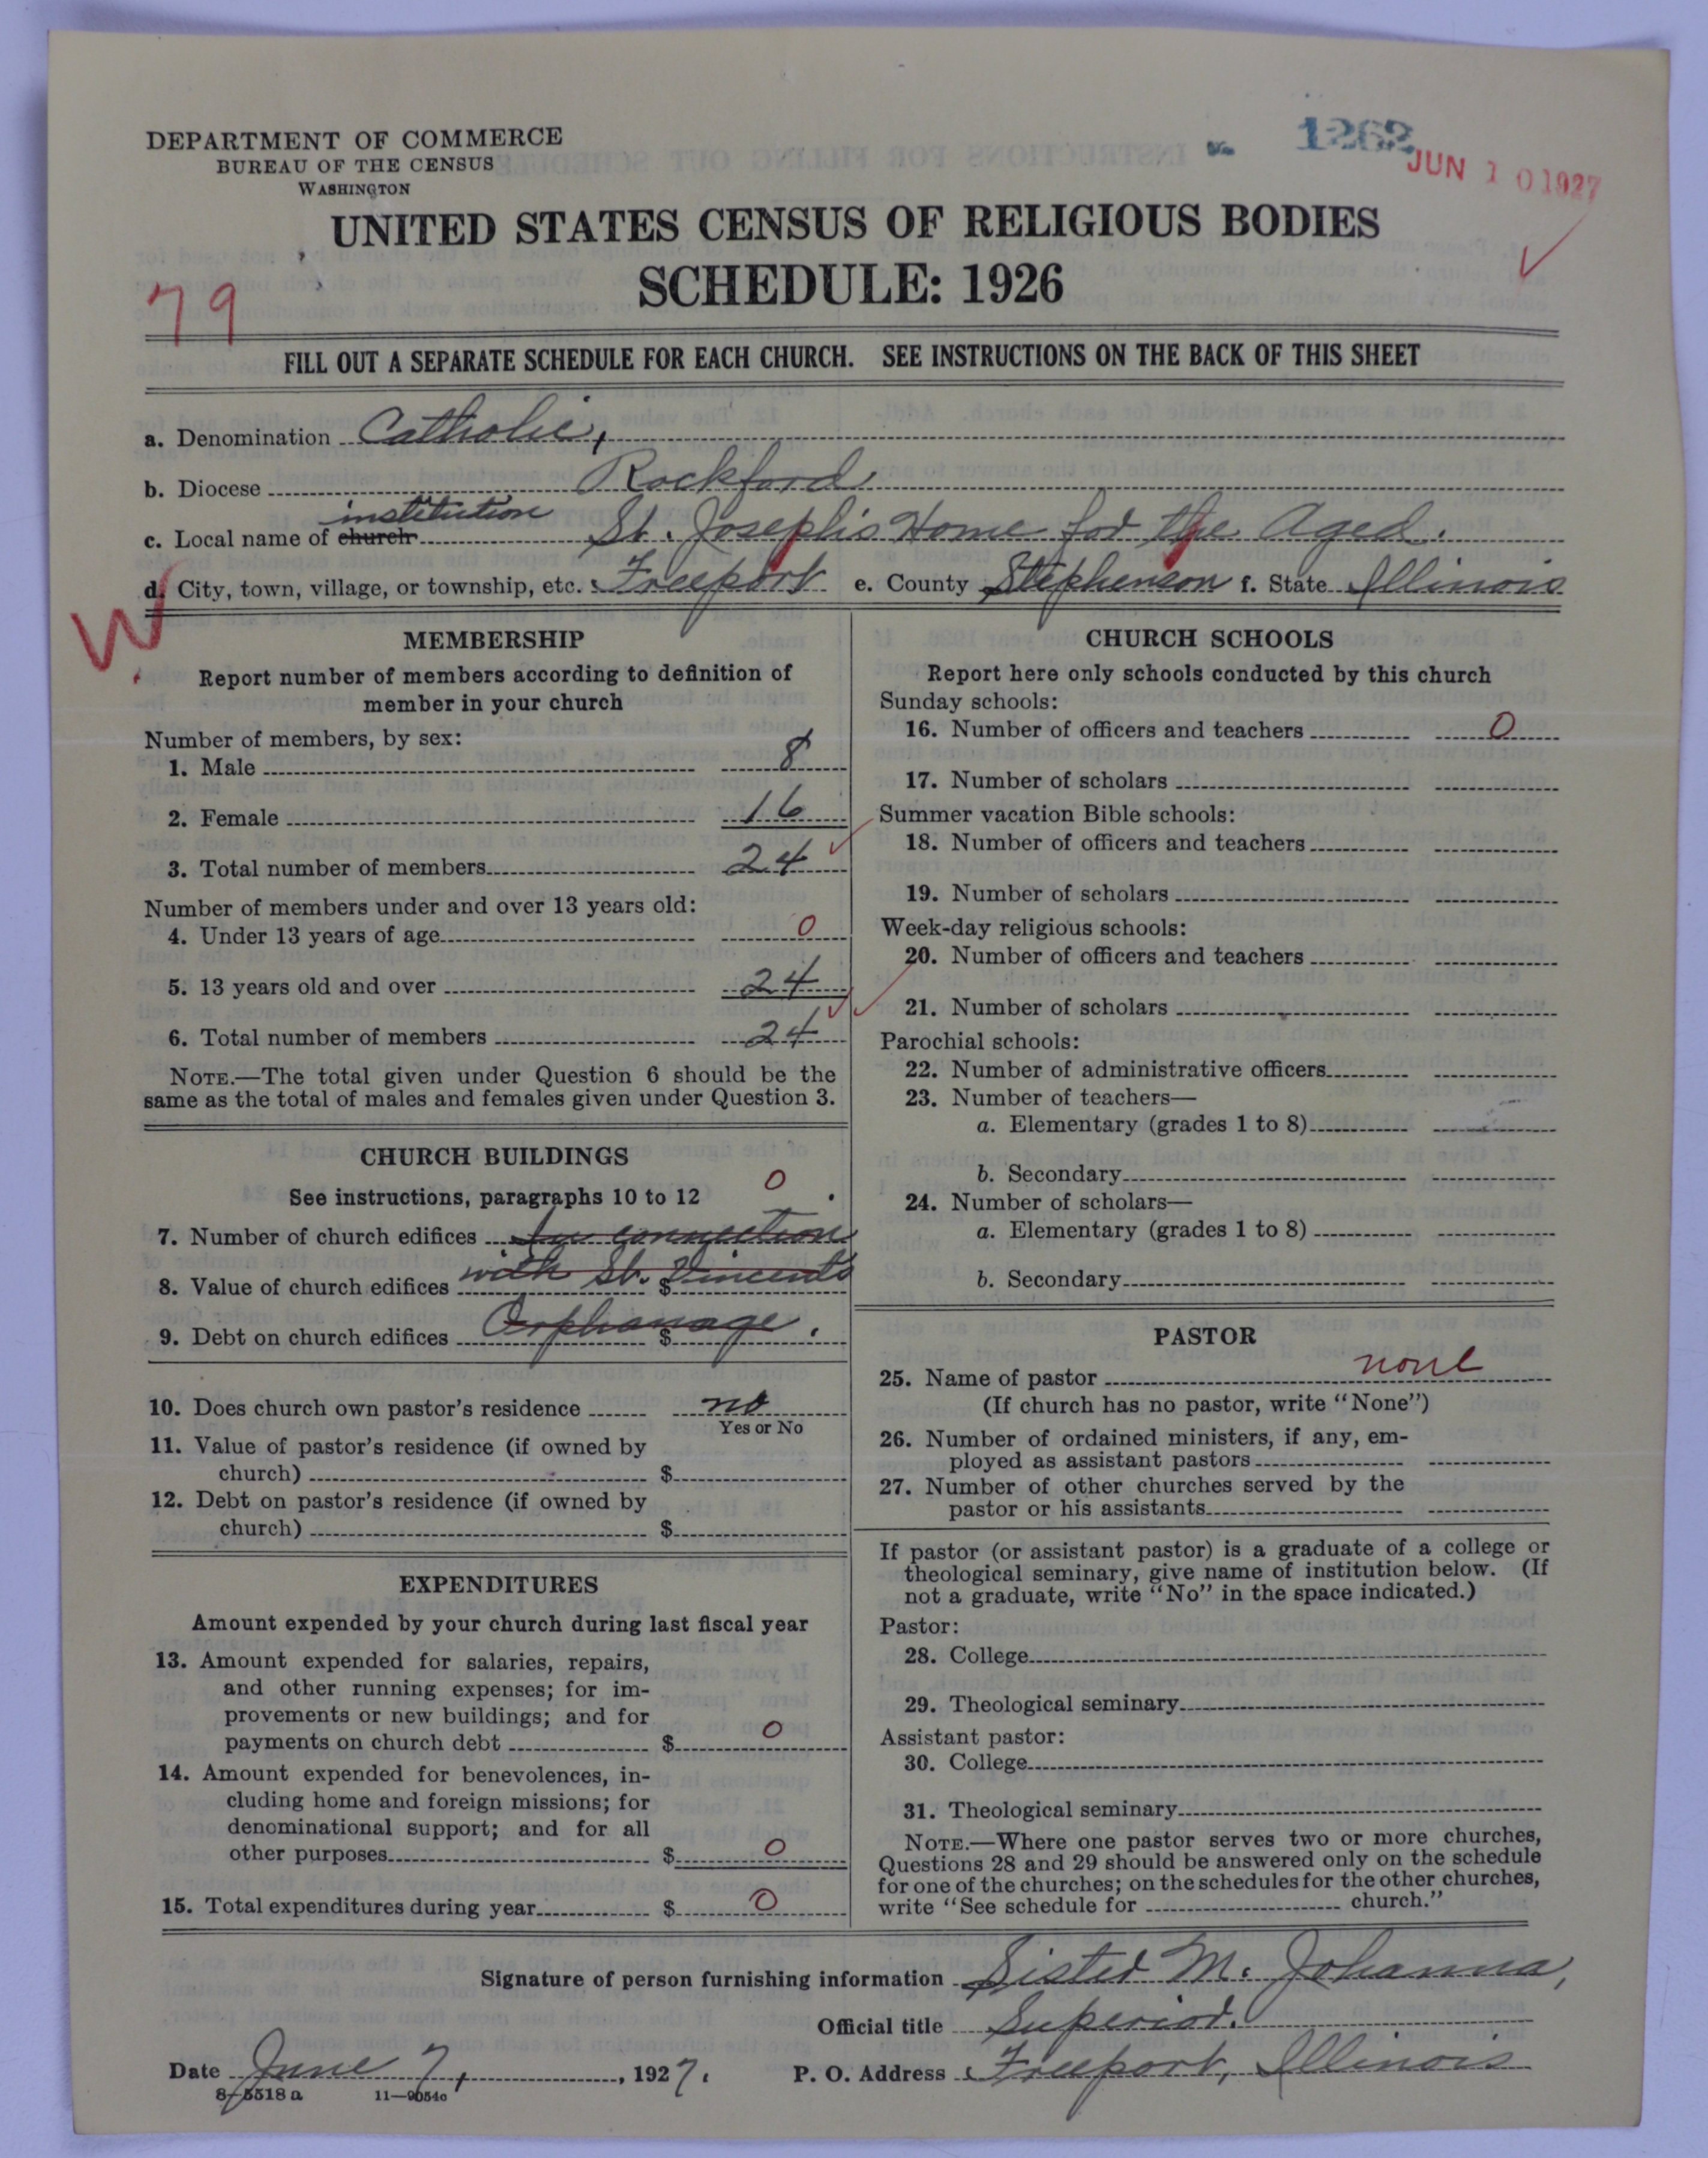 DEPARTMENT OF COMMERCE
BUREAU OF THE CENSUS
WASHINGTON
1262
JUN 10 1927
UNITED STATES CENSUS OF RELIGIOUS BODIES
SCHEDULE: 1926
79
FILL OUT A SEPARATE SCHEDULE FOR EACH CHURCH. SEE INSTRUCTIONS ON THE BACK OF THIS SHEET
a. Denomination Catholic,
b. Diocese Rockford
institution
c. Local name of church St. Joseph's Home for the Aged.
d. City, town, village, or township, etc. Freeport e. County Stephenson f. State Illinois
W
MEMBERSHIP
Report number of members according to definition of
member in your church
Number of members, by sex:
1. Male 8
2. Female 16
3. Total number of members 24
Number of members under and over 13 years old:
4. Under 13 years of age 0
5. 13 years old and over 24
6. Total number of members 24
NOTE.—The total given under Question 6 should be the
same as the total of males and females given under Question 3.
CHURCH BUILDINGS
See instructions, paragraphs 10 to 12 0
7. Number of church edifices In connection
8. Value of church edifices with St. Vincent's $
9. Debt on church edifices Orphanage. $
10. Does church own pastor's residence no
Yes or No
11. Value of pastor's residence (if owned by
church) $
12. Debt on pastor's residence (if owned by
church) $
EXPENDITURES
Amount expended by your church during last fiscal year
13. Amount expended for salaries, repairs,
and other running expenses; for im-
provements or new buildings; and for
payments on church debt $ 0
14. Amount expended for benevolences, in-
cluding home and foreign missions; for
denominational support; and for all
other purposes $ 0
15. Total expenditures during year $ 0
CHURCH SCHOOLS
Report here only schools conducted by this church
Sunday schools:
16. Number of officers and teachers 0
17. Number of scholars
Summer vacation Bible schools:
18. Number of officers and teachers
19. Number of scholars
Week-day religious schools:
20. Number of officers and teachers
21. Number of scholars
Parochial schools:
22. Number of administrative officers
23. Number of teachers—
a. Elementary (grades 1 to 8)
b. Secondary
24. Number of scholars—
a. Elementary (grades 1 to 8)
b. Secondary
PASTOR
25. Name of pastor none
(If church has no pastor, write "None")
26. Number of ordained ministers, if any, em-
ployed as assistant pastors
27. Number of other churches served by the
pastor or his assistants
If pastor (or assistant pastor) is a graduate of a college or
theological seminary, give name of institution below. (If
not a graduate, write "No" in the space indicated.)
Pastor:
28. College
29. Theological seminary
Assistant pastor:
30. College
31. Theological seminary
NOTE.—Where one pastor serves two or more churches,
Questions 28 and 29 should be answered only on the schedule
for one of the churches; on the schedules for the other churches,
write "See schedule for church."
Signature of person furnishing information Sister M. Johanna,
Official title Superior.
Date June 7, , 1927. P. O. Address Freeport, Illinois
8-5518 a 11—9054c